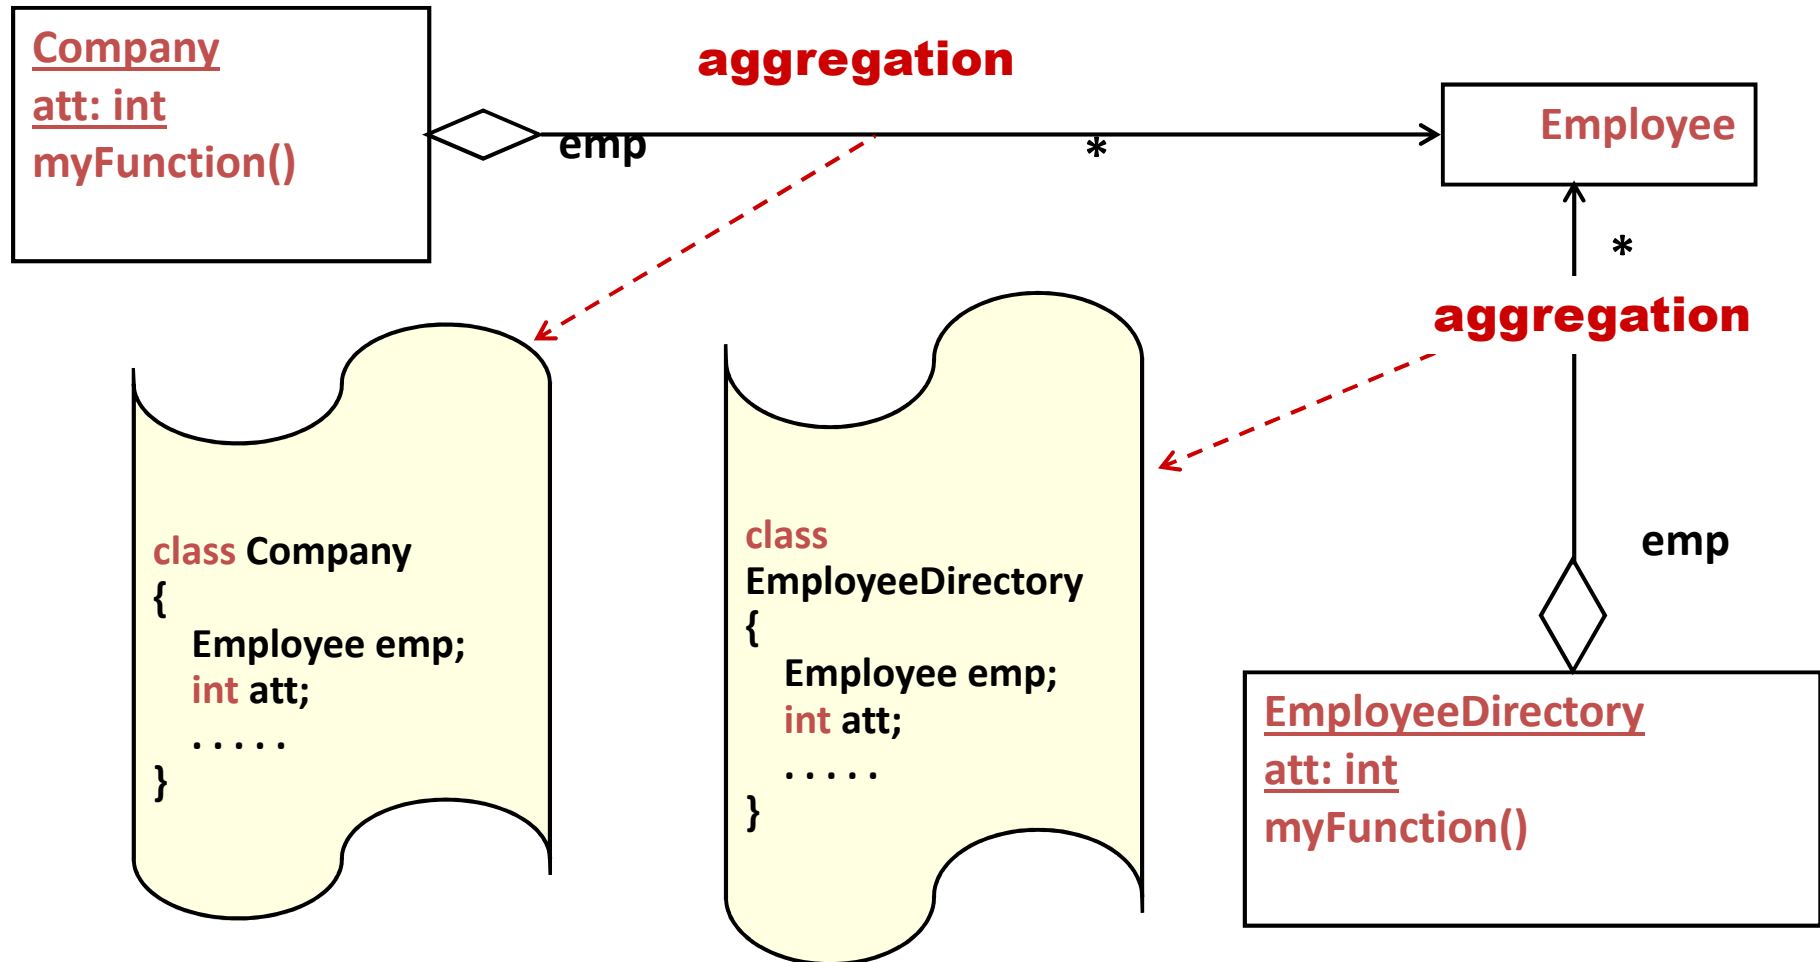 Company
att: int
myFunction()
aggregation
emp
*
Employee
*
aggregation
emp
class Company
{
Employee emp;
int att;
. . . . .
}
class
EmployeeDirectory
{
Employee emp;
int att;
. . . . .
}
EmployeeDirectory
att: int
myFunction()